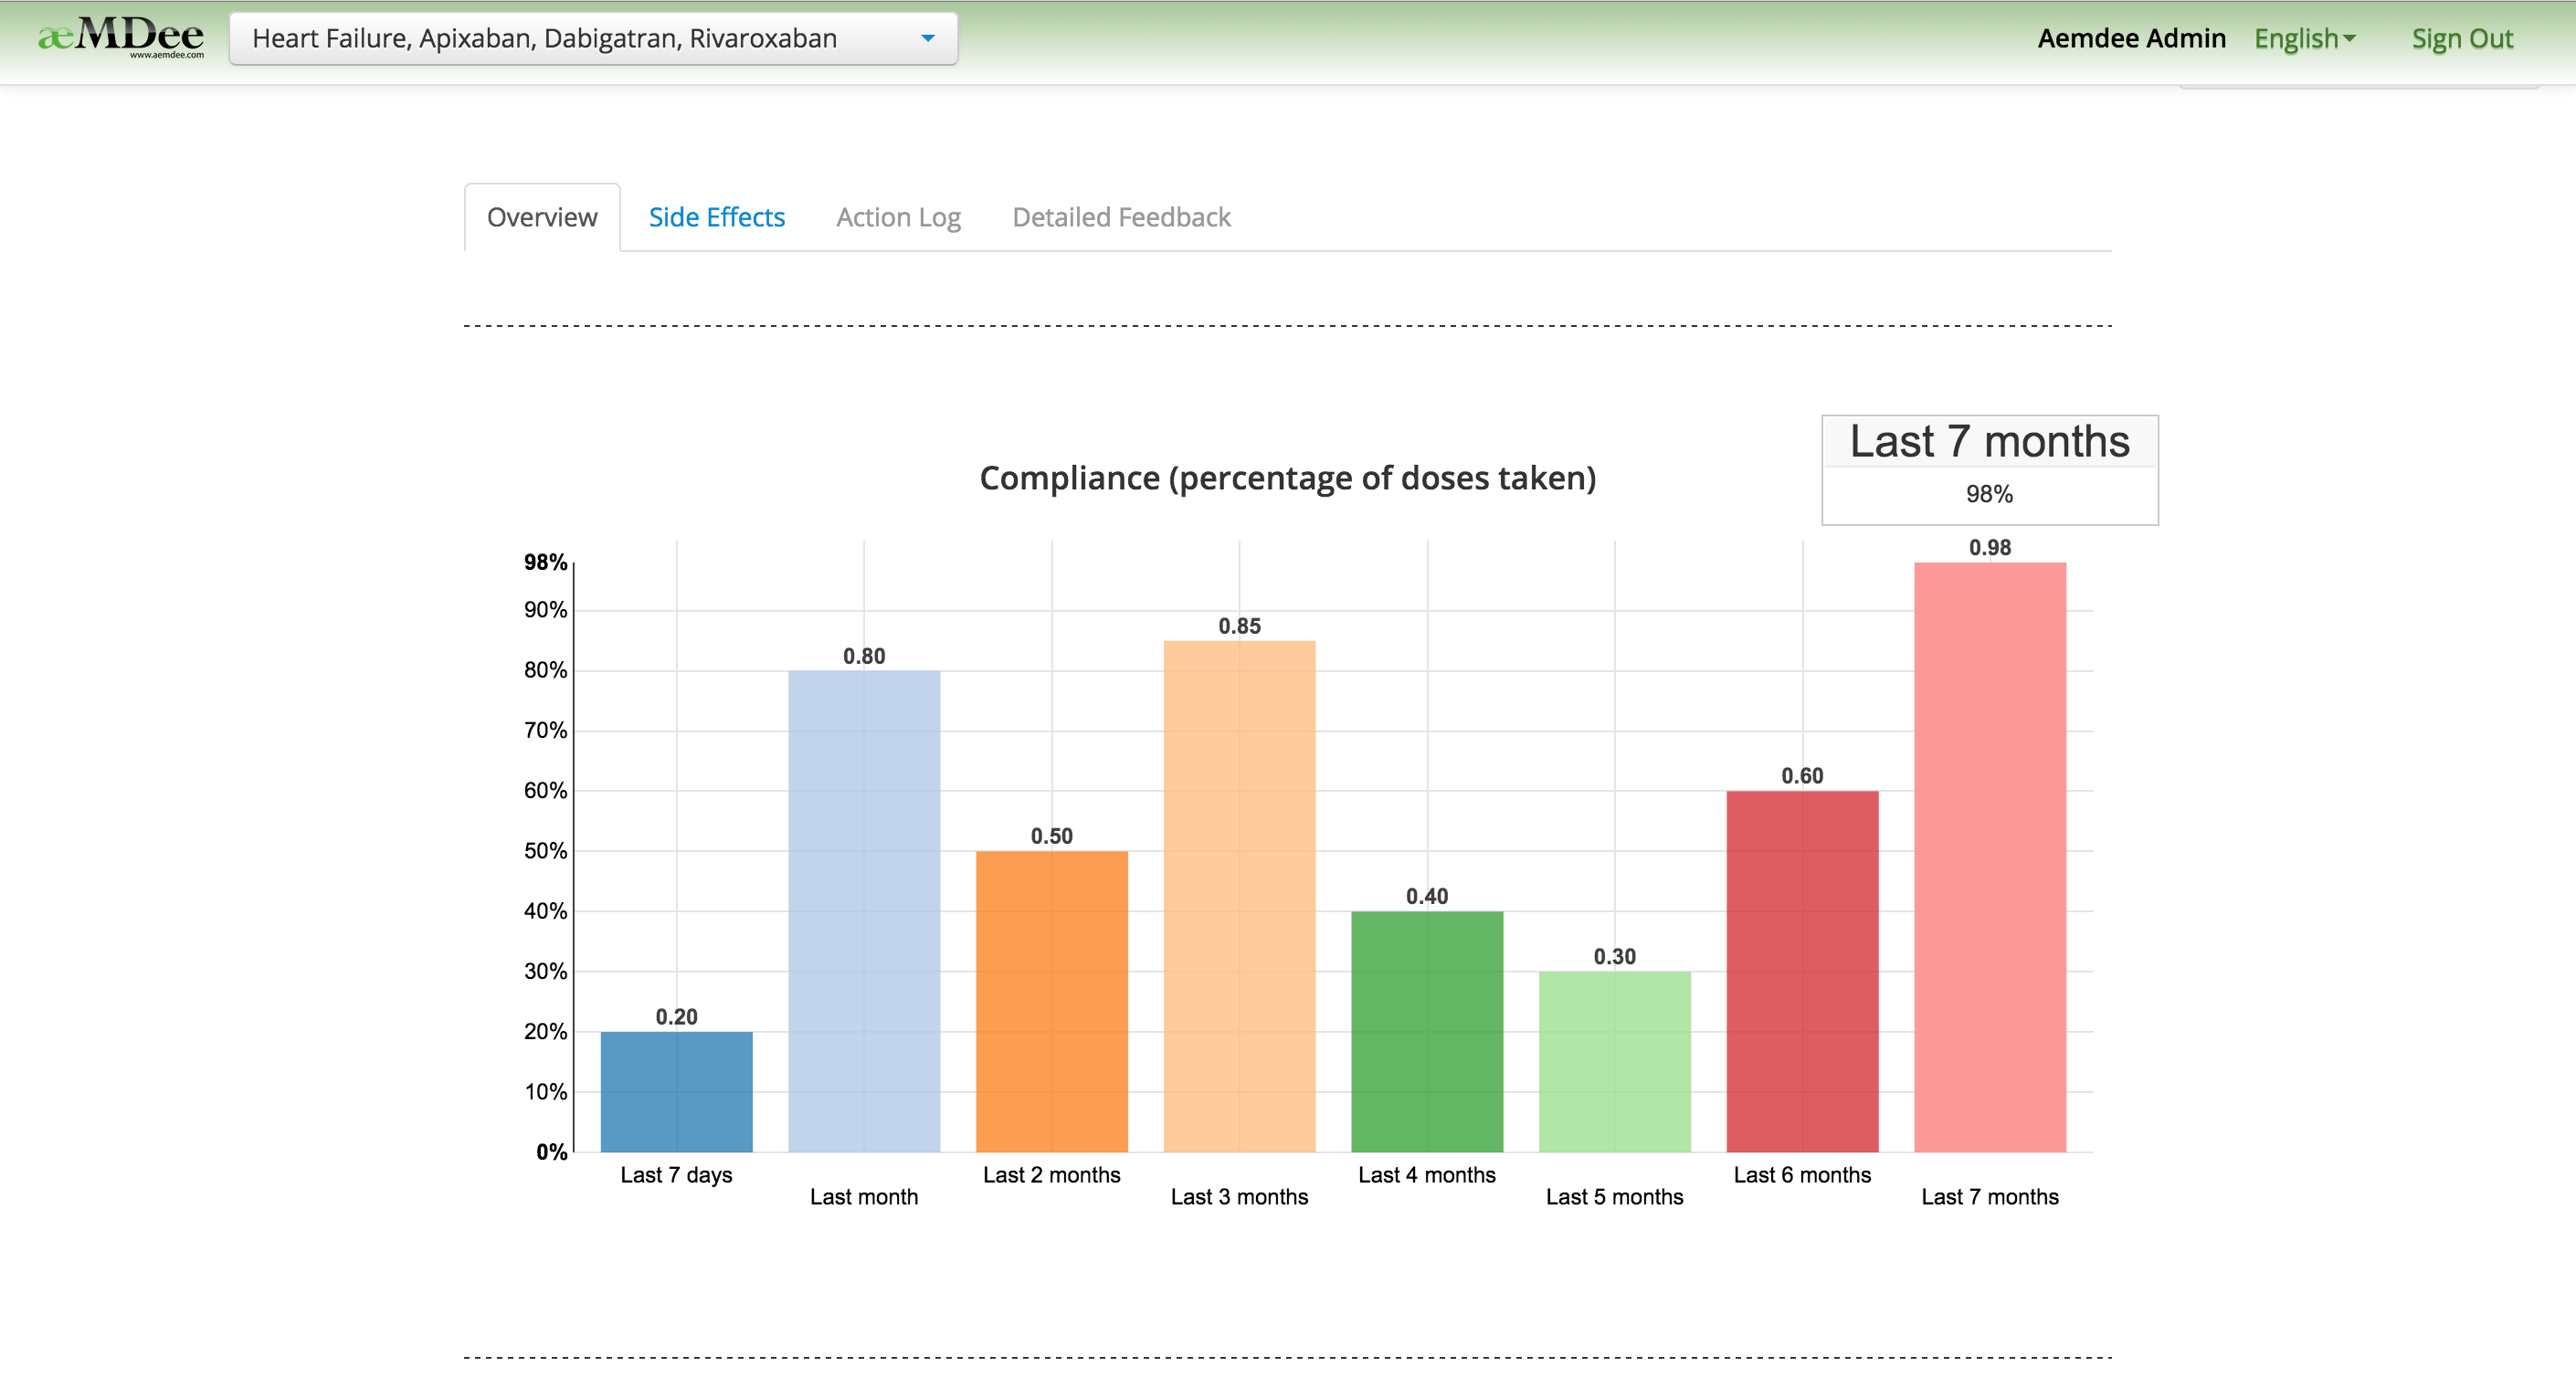 æMDee
www.aemdee.com
Heart Failure, Apixaban, Dabigatran, Rivaroxaban
Aemdee Admin
English
Sign Out
Overview
Side Effects
Action Log
Detailed Feedback
Last 7 months
98%
Compliance (percentage of doses taken)
98%
90%
80%
70%
60%
50%
40%
30%
20%
10%
0%
0.20
0.80
0.50
0.85
0.40
0.30
0.60
0.98
Last 7 days
Last month
Last 2 months
Last 3 months
Last 4 months
Last 5 months
Last 6 months
Last 7 months